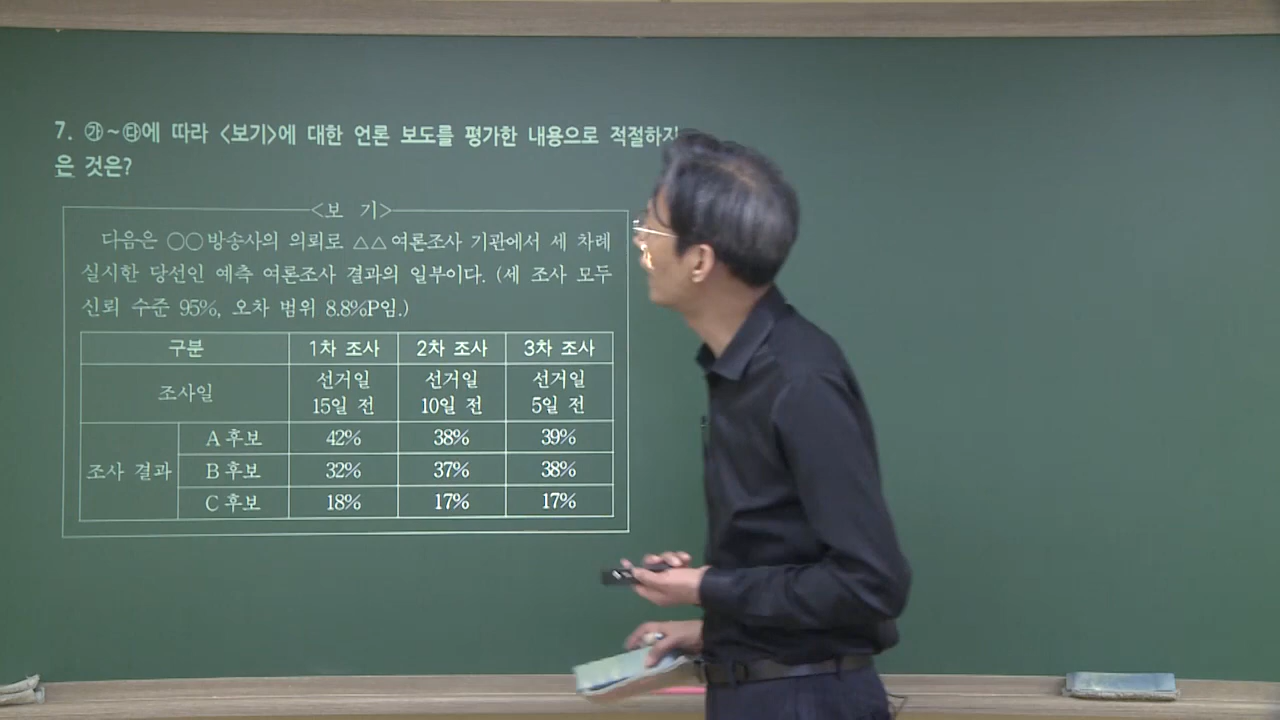 7. ㉮~㉰에 따라 <보기>에 대한 언론 보도를 평가한 내용으로 적절하지
은 것은?
<보 기>
다음은 ○○방송사의 의뢰로 △△여론조사 기관에서 세 차례
실시한 당선인 예측 여론조사 결과의 일부이다. (세 조사 모두
신뢰 수준 95%, 오차 범위 8.8%P임.)
구분 1차 조사 2차 조사 3차 조사
조사일 선거일 15일 전 선거일 10일 전 선거일 5일 전
조사 결과 A 후보 42% 38% 39%
B 후보 32% 37% 38%
C 후보 18% 17% 17%